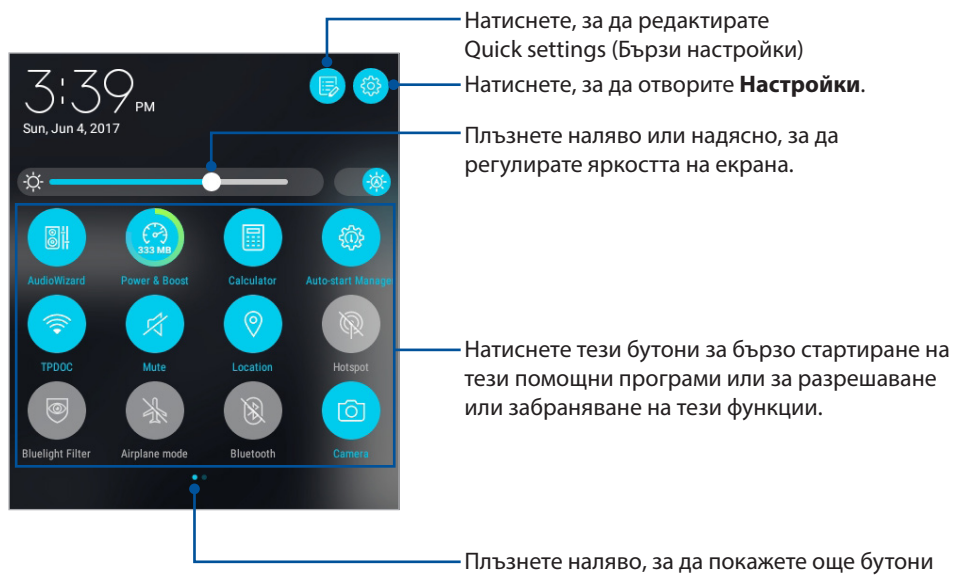 Натиснете, за да редактирате
Quick settings (Бързи настройки)
Натиснете, за да отворите Настройки.
Плъзнете наляво или надясно, за да
регулирате яркостта на екрана.
3:39 PM
Sun, Jun 4, 2017
A
333 MB
AudioWizard Power & Boost Calculator Auto-start Manage
TPDOC Mute Location Hotspot
Bluelight Filter Airplane mode Bluetooth Camera
Натиснете тези бутони за бързо стартиране на
тези помощни програми или за разрешаване
или забраняване на тези функции.
Плъзнете наляво, за да покажете още бутони